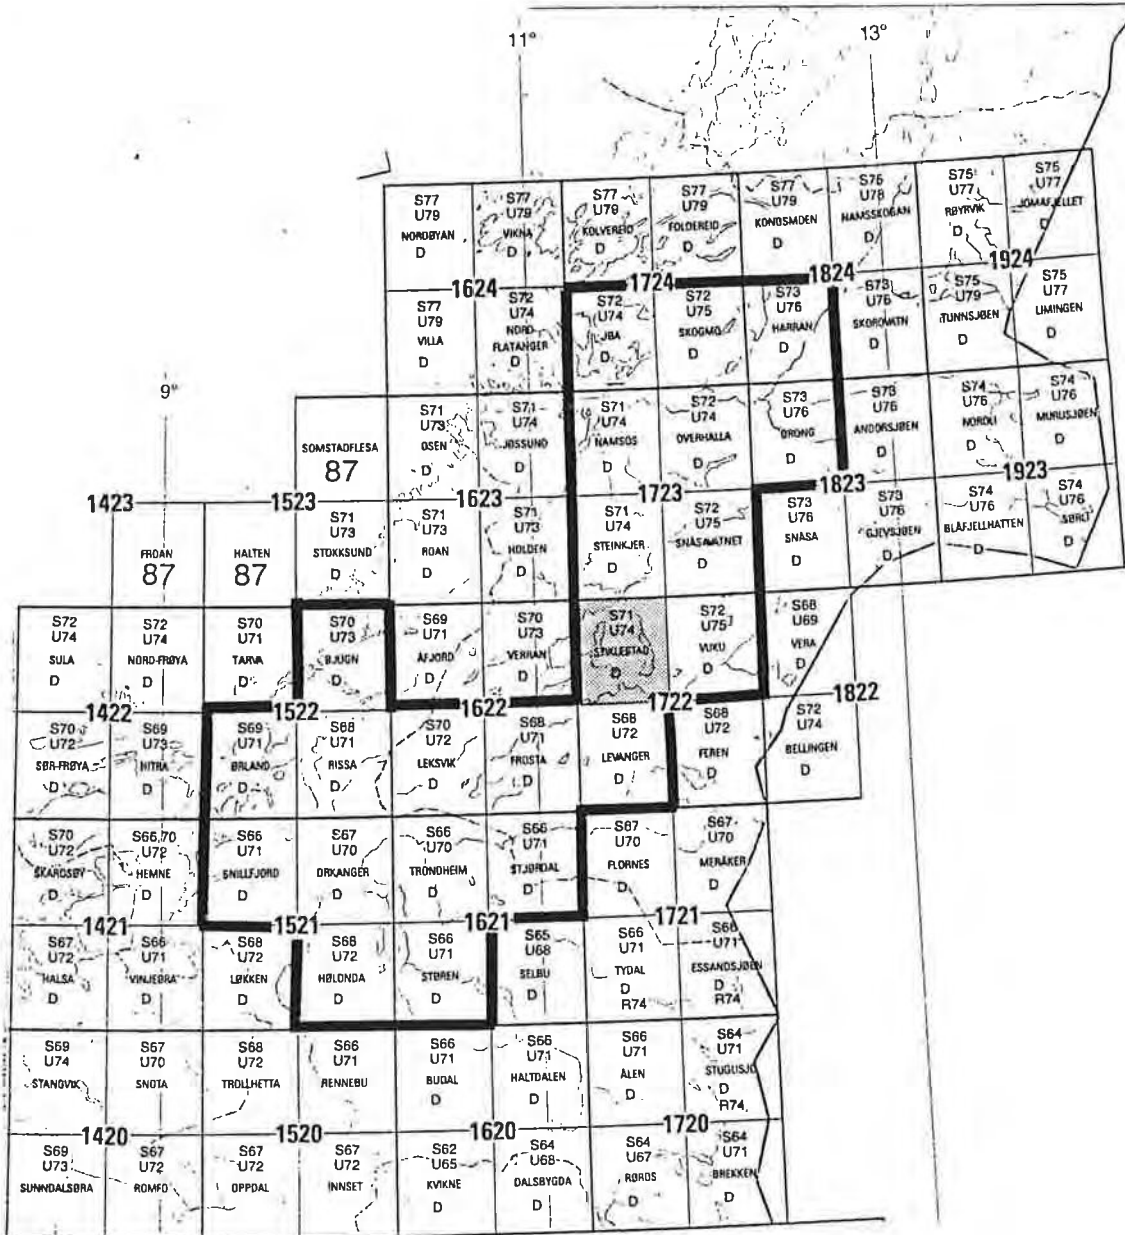 11°
13°
S77
U79
NORDØYAN
D
S77
U79
VIKNA
D
S77
U79
KOLVEREID
D
S77
U79
FOLDEREID
D
S77
U79
KONGSMOEN
D
S75
U78
NAMSSKOGAN
D
S75
U77
RØYRVIK
D
S75
U77
JOMAFJELLET
D
1624
1724
1824
1924
S77
U79
VILLA
D
S72
U74
NORD
FLATANGER
D
S72
U74
D
S72
U75
SKOGMO
D
S73
U76
HARRAN
D
S73
U76
SKOROVATN
D
S75
U79
TUNNSJØEN
D
S75
U77
LIMINGEN
D
9°
SOMSTADFLESA
87
S71
U73
OSEN
D
S71
U74
JØSSUND
D
S71
U74
NAMSOS
D
S72
U74
OVERHALLA
D
S73
U76
GRONG
D
S73
U76
ANDORSJØEN
D
S74
U76
NORDLI
D
S74
U76
MURUSJØEN
D
1423
1523
1623
1723
1823
1923
FROAN
87
HALTEN
87
S71
U73
STOKKSUND
D
S71
U73
ROAN
D
S71
U73
HOLDEN
D
S71
U74
STEINKJER
D
S72
U75
SNÅSAVATNET
D
S73
U76
SNÅSA
D
S73
U76
GJEVSJØEN
D
S74
U76
BLÅFJELLHATTEN
D
S74
U76
SØRLI
D
S72
U74
SULA
D
S72
U74
NORD-FRØYA
D
S70
U71
TARVA
D
S70
U73
BJUGN
D
S69
U71
ÅFJORD
D
S70
U73
VERRAN
D
S71
U74
STIKLESTAD
D
S72
U75
VUKU
D
S68
U69
VERA
D
1422
1522
1622
1722
1822
S70
U72
SØR-FRØYA
D
S69
U73
HITRA
D
S69
U71
ØRLAND
D
S68
U71
RISSA
D
S70
U72
LEKSVIK
D
S68
U71
FROSTA
D
S68
U72
LEVANGER
D
S68
U72
FEREN
D
S72
U74
BELLINGEN
D
S70
U72
SKARDSØY
D
S66,70
U72
HEMNE
D
S66
U71
SNILLFJORD
D
S67
U70
ORKANGER
D
S66
U70
TRONDHEIM
D
S66
U71
STJØRDAL
D
S67
U70
FLORNES
D
S67
U70
MERÅKER
D
1421
1521
1621
1721
S67
U72
HALSA
D
S66
U71
VINJEØRA
D
S68
U72
LØKKEN
D
S68
U72
HØLONDA
D
S66
U71
STØREN
D
S65
U68
SELBU
D
S66
U71
TYDAL
D
R74
S66
U71
ESSANDSJØEN
D
R74
S69
U74
STANGVIK
S67
U70
SNOTA
S68
U72
TROLLHETTA
S66
U71
RENNEBU
S66
U71
BUDAL
D
S66
U71
HALTDALEN
D
S66
U71
ÅLEN
D
S64
U71
STUGUSJØ
D
R74
1420
1520
1620
1720
S69
U73
SUNNDALSØRA
S67
U72
ROMFO
S67
U72
OPPDAL
S67
U72
INNSET
S62
U65
KVIKNE
D
S64
U68
DALSBYGDA
D
S64
U67
RØROS
D
S64
U71
BREKKEN
D